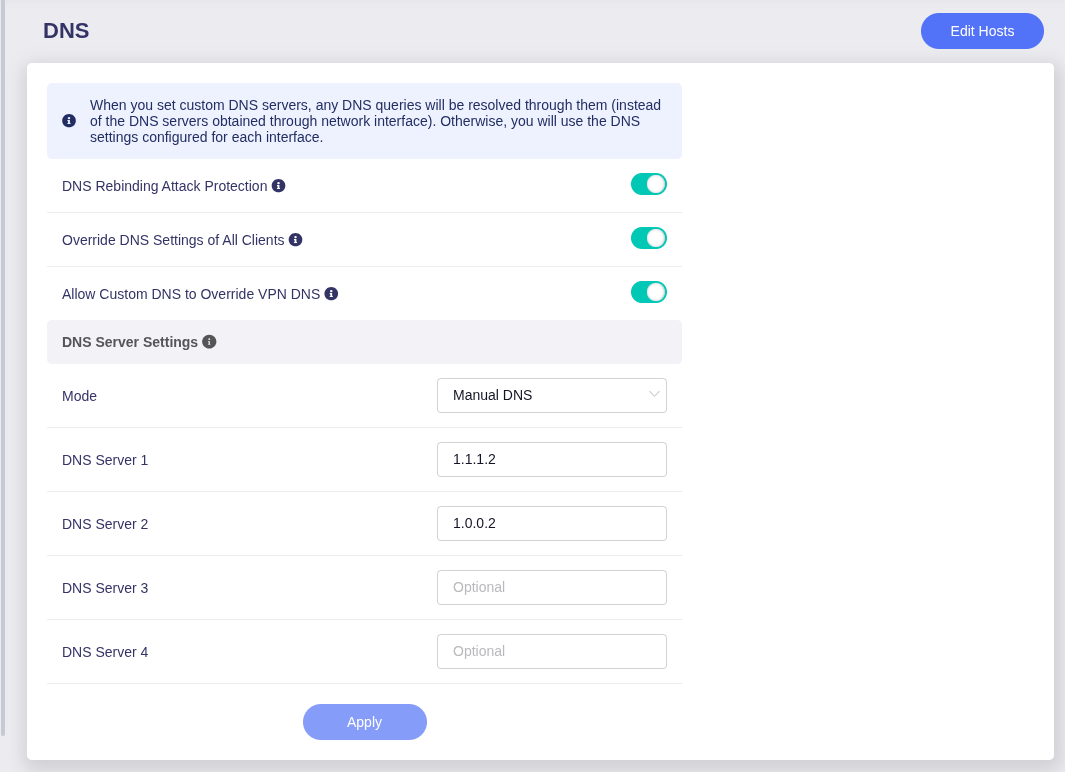 DNS
Edit Hosts
When you set custom DNS servers, any DNS queries will be resolved through them (instead
of the DNS servers obtained through network interface). Otherwise, you will use the DNS
settings configured for each interface.
DNS Rebinding Attack Protection
Override DNS Settings of All Clients
Allow Custom DNS to Override VPN DNS
DNS Server Settings
Mode
Manual DNS
DNS Server 1
1.1.1.2
DNS Server 2
1.0.0.2
DNS Server 3
Optional
DNS Server 4
Optional
Apply